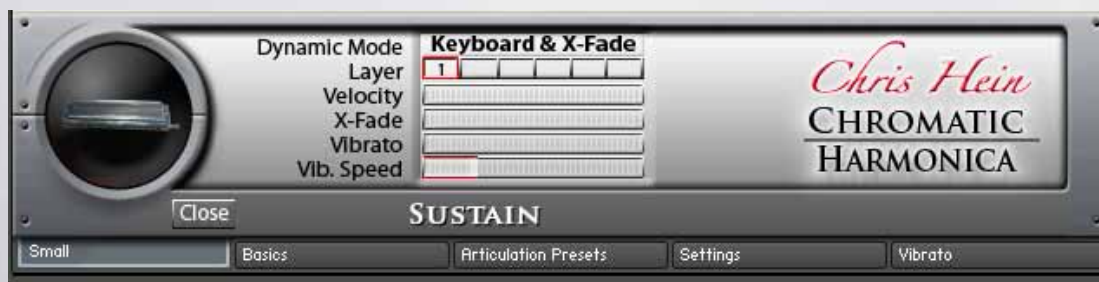 Dynamic Mode Keyboard & X-Fade
Layer 1
Velocity
X-Fade
Vibrato
Vib. Speed
Chris Hein
CHROMATIC
HARMONICA
Close SUSTAIN
Small Basics Articulation Presets Settings Vibrato